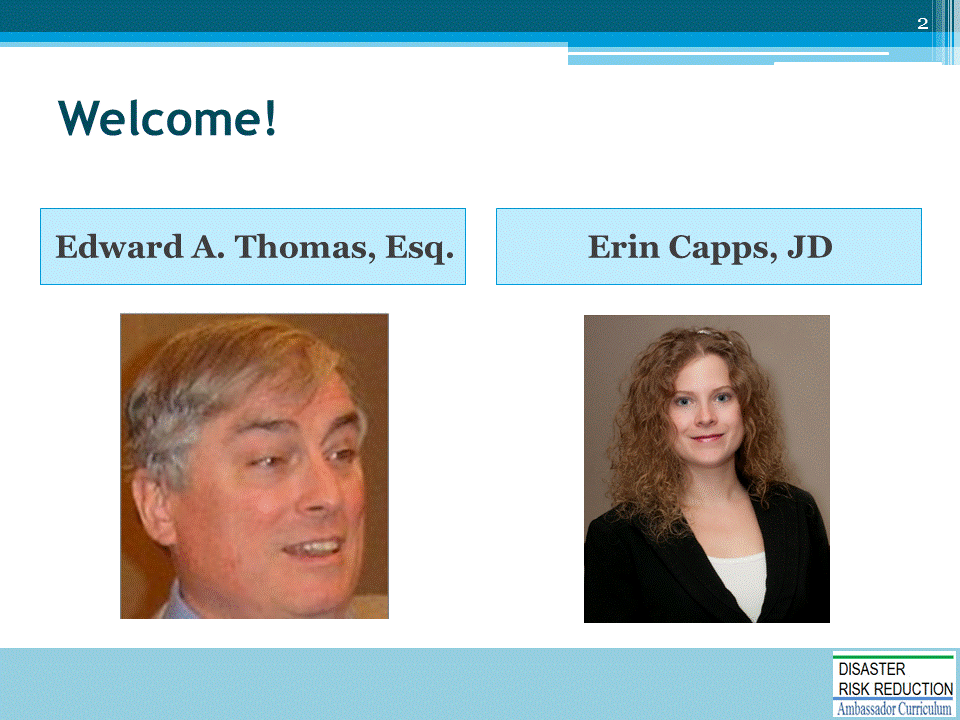 2
Welcome!
Edward A. Thomas, Esq.
Erin Capps, JD
DISASTER
RISK REDUCTION
Ambassador Curriculum